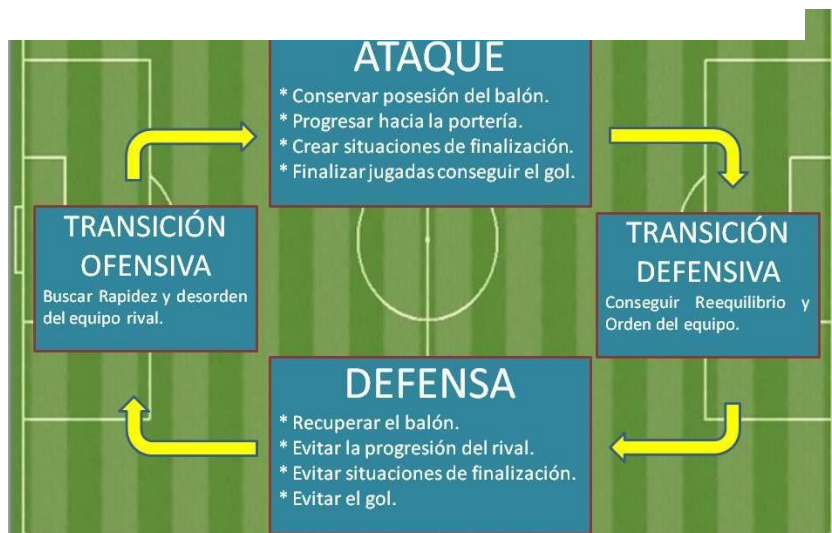 ATAQUE
* Conservar posesión del balón.
* Progresar hacia la portería.
* Crear situaciones de finalización.
* Finalizar jugadas conseguir el gol.
TRANSICIÓN
OFENSIVA
Buscar Rapidez y desorden
del equipo rival.
TRANSICIÓN
DEFENSIVA
Conseguir Reequilibrio y
Orden del equipo.
DEFENSA
* Recuperar el balón.
* Evitar la progresión del rival.
* Evitar situaciones de finalización.
* Evitar el gol.